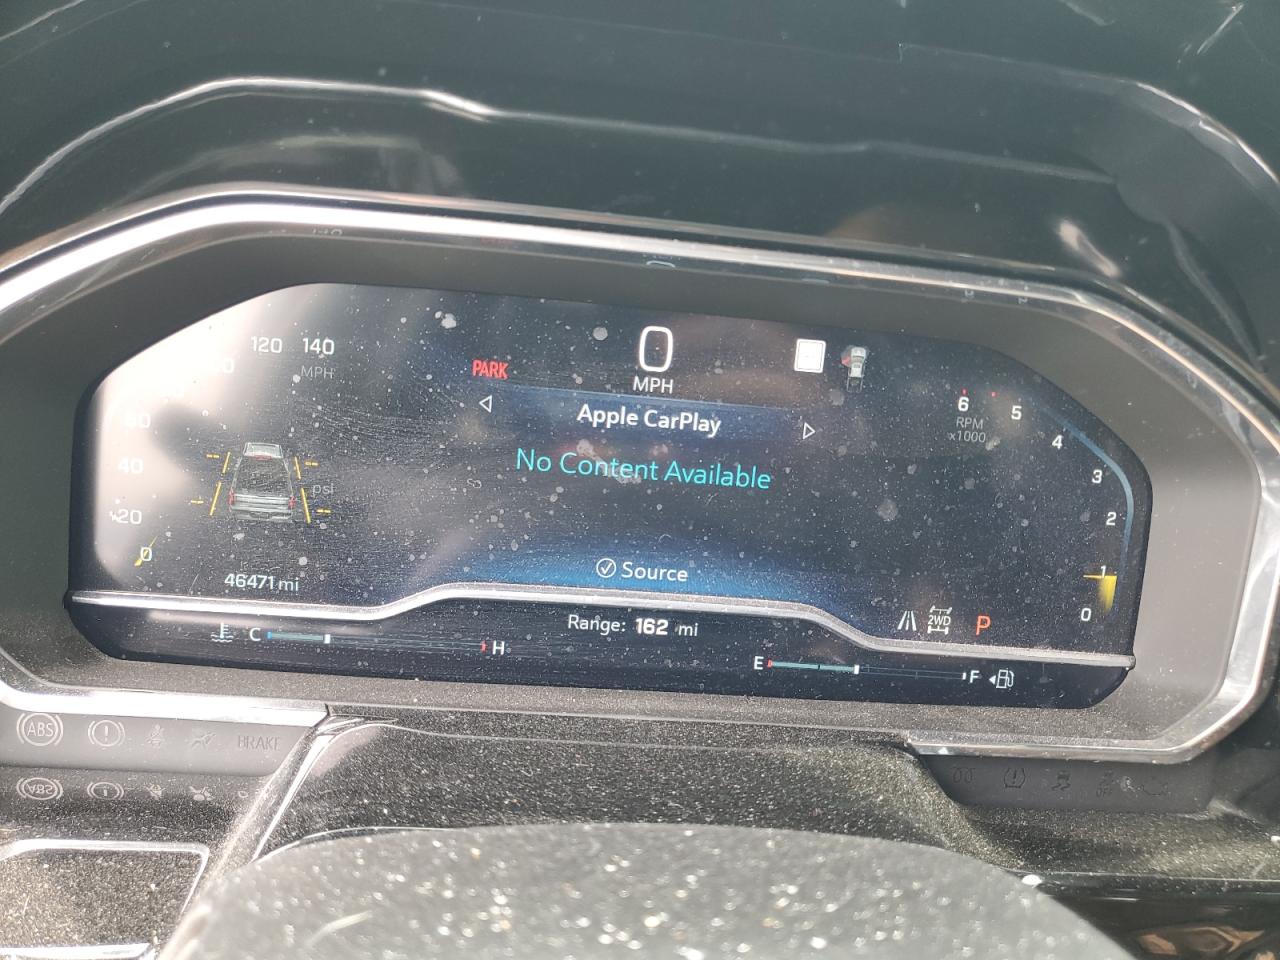 0
MPH
PARK
Apple CarPlay
No Content Available
Source
120 140
MPH
40
20
0
psi
46471 mi
6 5 4 3 2 1 0
RPM
x1000
2WD P
C H
Range: 162 mi
E F
ABS
BRAKE
OFF